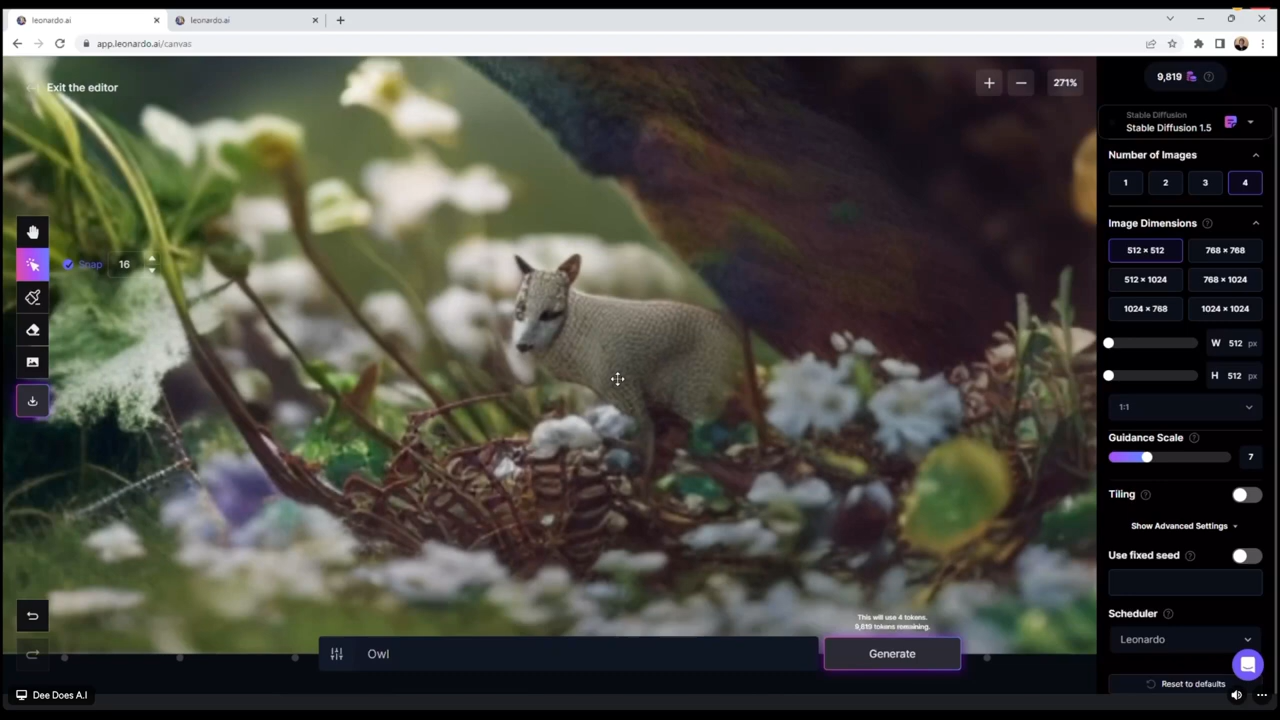 leonardo.ai
leonardo.ai
app.leonardo.ai/canvas
Exit the editor
271%
9,819
Stable Diffusion
Stable Diffusion 1.5
Number of Images
1 2 3 4
Image Dimensions
512 × 512 768 × 768
512 × 1024 768 × 1024
1024 × 768 1024 × 1024
Snap 16
W 512 px
H 512 px
1:1
Guidance Scale
7
Tiling
Show Advanced Settings
Use fixed seed
Scheduler
Leonardo
Reset to defaults
This will use 4 tokens.
9,819 tokens remaining.
Owl
Generate
Dee Does A.I